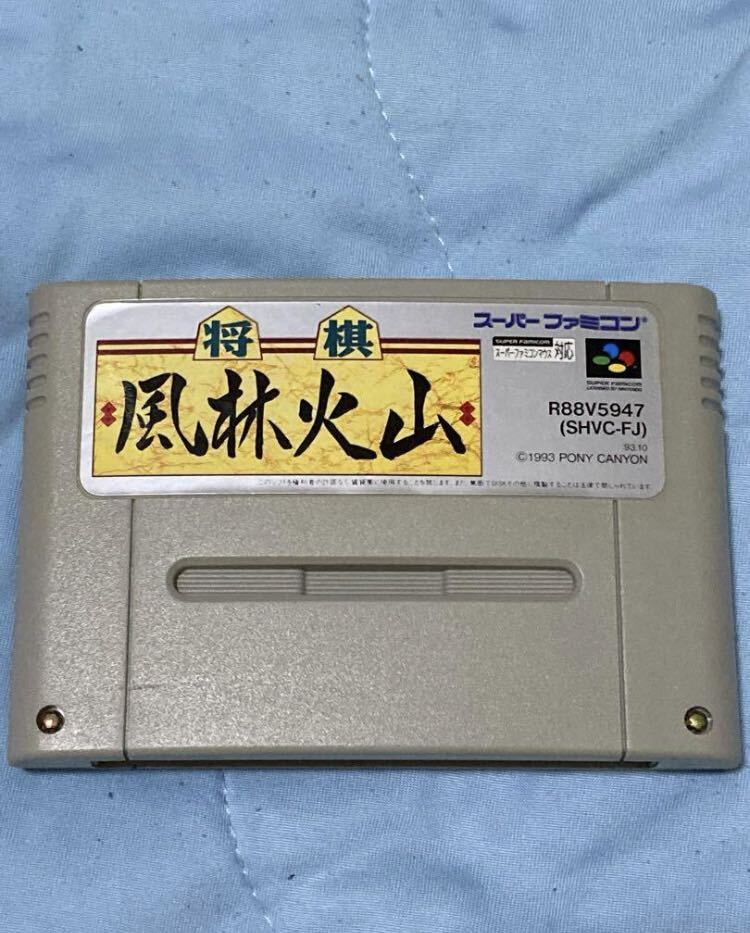 将棋
風林火山
スーパーファミコン®
SUPER FAMICOM
スーパーファミコンマウス 対応
SUPER FAMICOM
LICENSED BY NINTENDO
R88V5947
(SHVC-FJ)
93.10
©1993 PONY CANYON